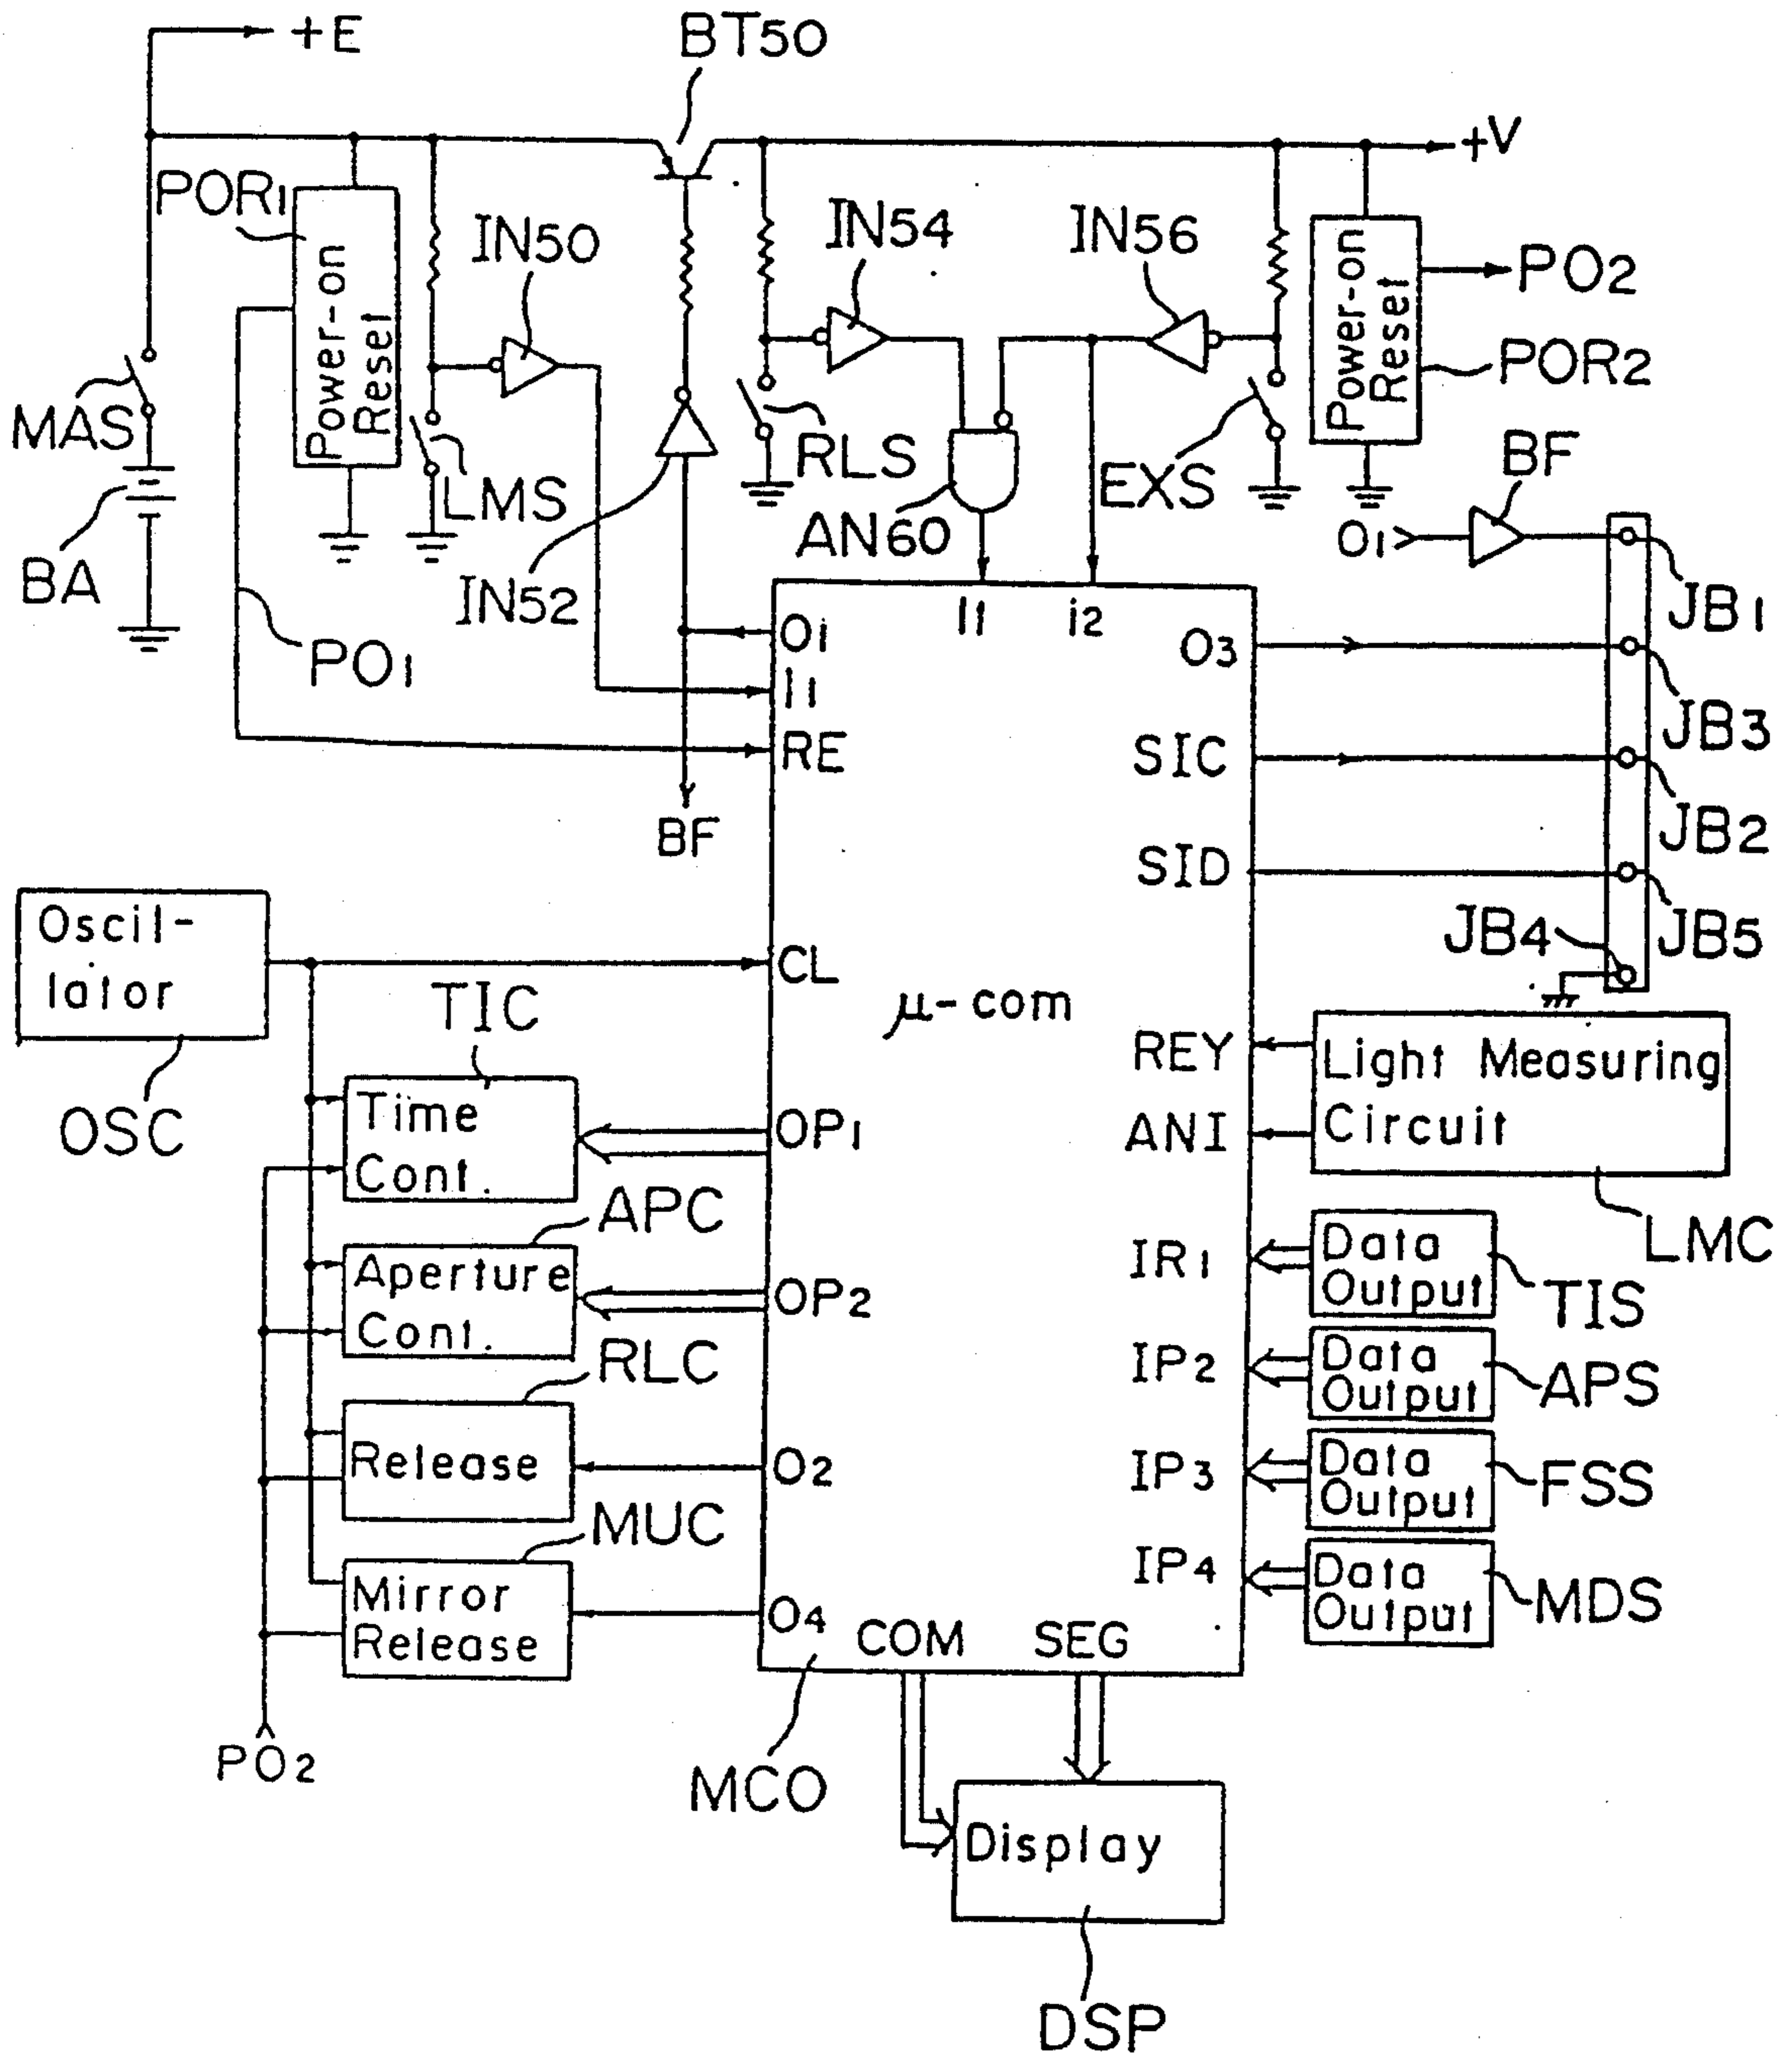 +E
BT50
+V
POR1
Power-on
Reset
IN50
IN54
IN56
Power-on
Reset
PO2
POR2
MAS
BA
LMS
IN52
RLS
AN60
EXS
BF
O1
JB1
PO1
O1
I1
RE
I1
i2
O3
JB3
BF
SIC
JB2
SID
JB4
JB5
Oscil-
lator
OSC
CL
μ-com
TIC
Time
Cont.
OP1
REY
ANI
Light Measuring
Circuit
LMC
APC
Aperture
Cont.
OP2
IR1
Data
Output
TIS
RLC
Release
O2
IP2
Data
Output
APS
IP3
Data
Output
FSS
MUC
Mirror
Release
O4
IP4
Data
Output
MDS
COM
SEG
PO2
MCO
Display
DSP